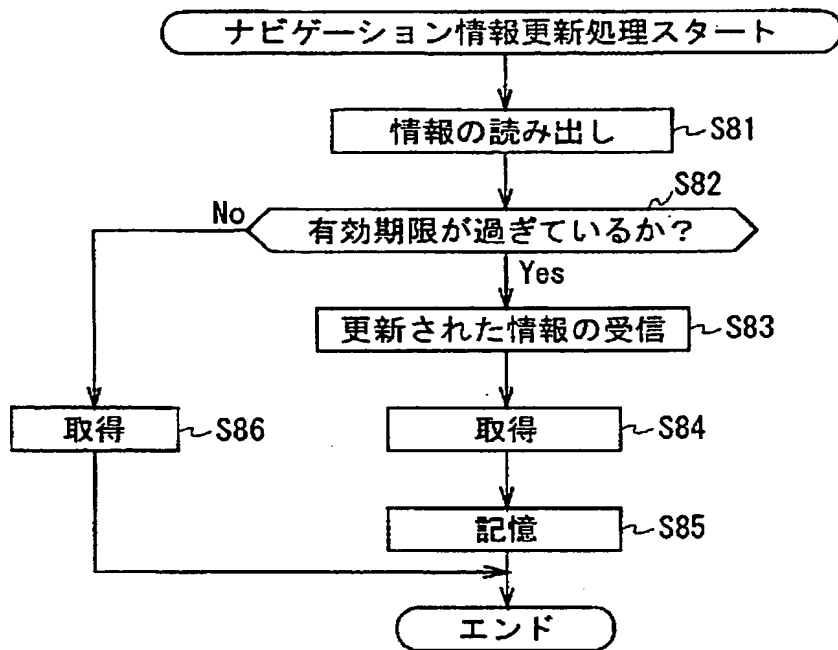 ナビゲーション情報更新処理スタート
情報の読み出し
S81
S82
有効期限が過ぎているか？
No
Yes
更新された情報の受信
S83
取得
S86
取得
S84
記憶
S85
エンド